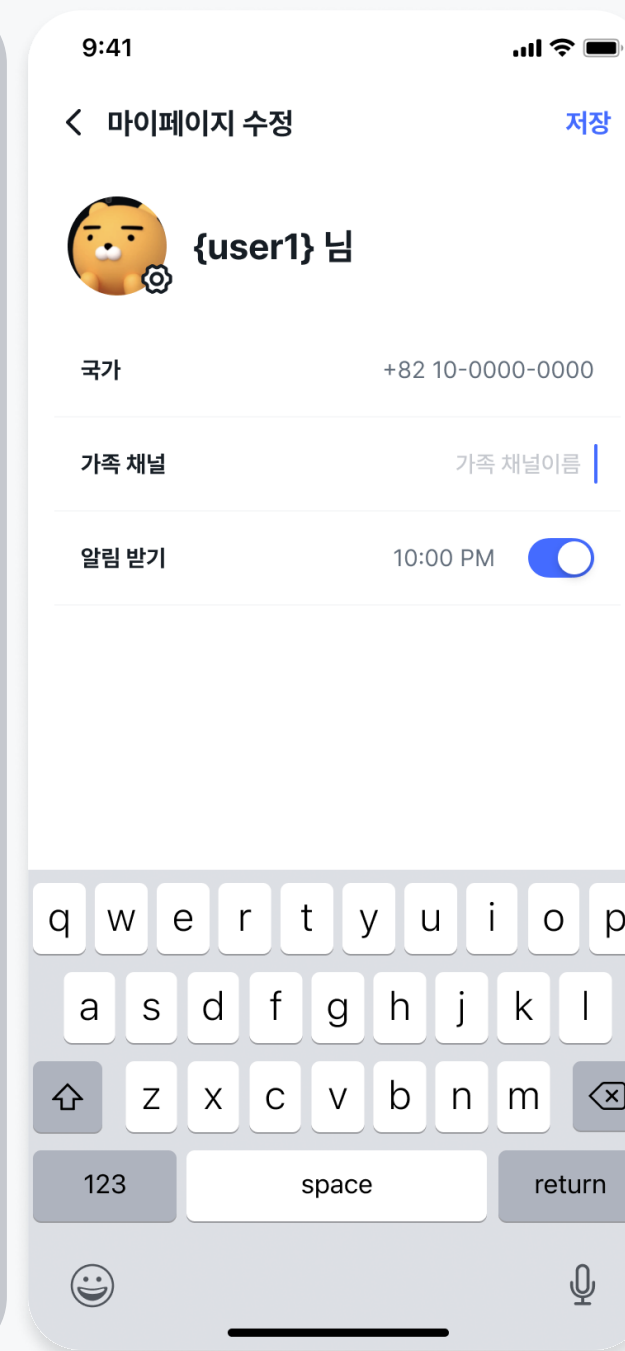 9:41
마이페이지 수정 저장
{user1} 님
국가 +82 10-0000-0000
가족 채널 가족 채널이름
알림 받기 10:00 PM
q w e r t y u i o p
a s d f g h j k l
z x c v b n m
123 space return